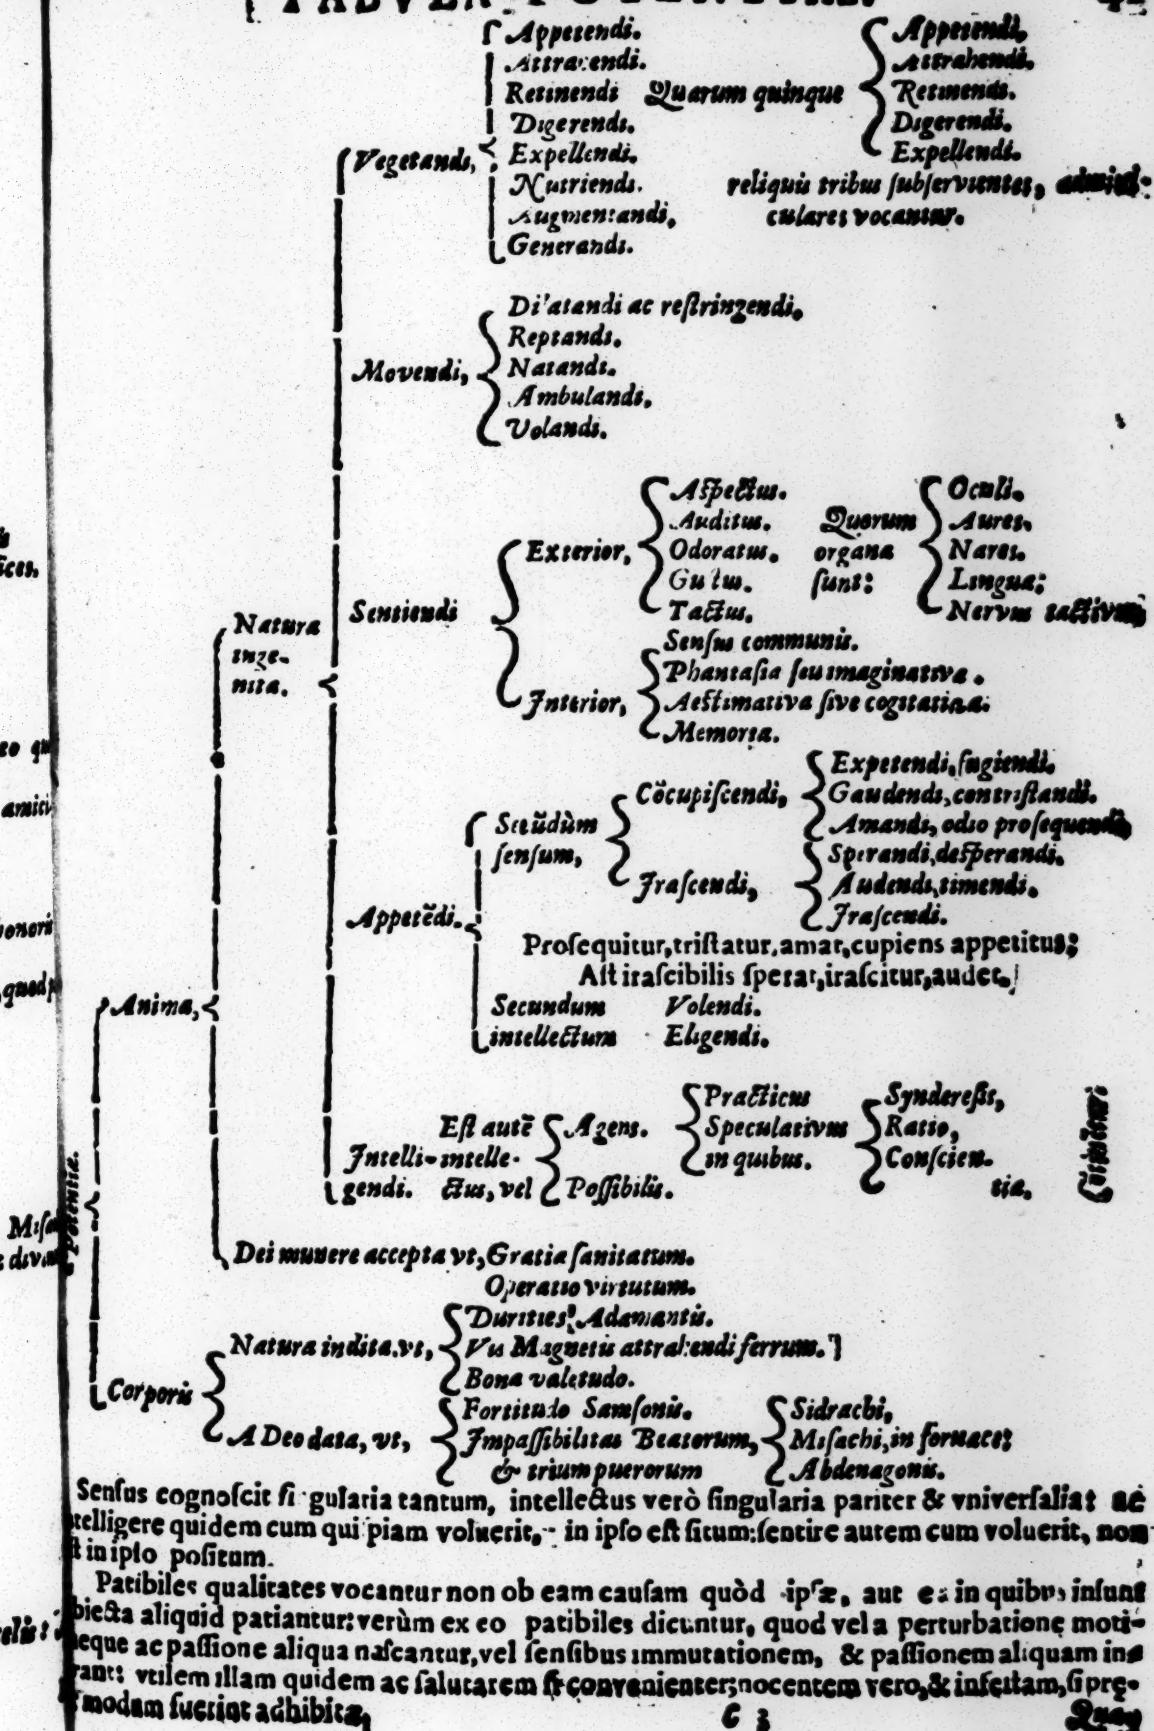 Appetendi.
Attrahendi.
Retinendi
Digerendi.
Expellendi.
Nutriendi.
Augmentandi,
Generandi.
Quarum quinque
Appetendi,
Attrahendi.
Retinendi.
Digerendi.
Expellendi.
reliquis tribus ſubſervientes,
culares vocantur.
Vegetandi,
Dilatandi ac reſtringendi.
Reptandi.
Movendi, Natandi.
Ambulandi,
Volandi.
Aſpectus. Oculi.
Auditus. Quorum Aures.
Exterior, Odoratus. organa Nares.
Guſtus. ſunt: Lingua;
Sentiendi Tactus. Nervus
Natura
inge-
nita.
Senſus communis.
Phantaſia ſeu imaginativa.
Interior, Aeſtimativa ſive cogitativa.
Memoria.
Expetendi, fugiendi.
Cōcupiſcendi, Gaudendi, contriſtandi.
Secūdùm Amandi, odio
ſenſum, Sperandi, deſperandi.
Iraſcendi, Audendi, timendi.
Appetēdi. Iraſcendi.
Proſequitur, triſtatur, amat, cupiens appetitus;
Aſt iraſcibilis ſperat, iraſcitur, audet.
Secundum Volendi.
intellectum Eligendi.
Animæ,
Practicus Syndereſis,
Eſt autē Agens. Speculativus Ratio,
Intelli- intelle- in quibus. Conſcien-
gendi. ctus, vel Poſſibilis. tia.
Potentiæ.
Dei munere accepta vt, Gratia ſanitatum.
Operatio virtutum.
Durities Adamantis.
Natura indita, vt, Vis Magnetis attrahendi ferrum.
Bona valetudo.
Corporis
Fortitudo Samſonis. Sidrachi,
A Deo data, vt, Impaſſibilitas Beatorum, Miſachi, in fornace;
& trium puerorum Abdenagonis.
Senſus cognoſcit ſingularia tantum, intellectus verò ſingularia pariter & vniverſalia: ac
telligere quidem cum quiſpiam voluerit, in ipſo eſt ſitum: ſentire autem cum voluerit, non
t in ipſo poſitum.
Patibiles qualitates vocantur non ob eam cauſam quòd ipſæ, aut ea in quibus inſunt
biecta aliquid patiantur: verùm ex eo patibiles dicuntur, quod vel a perturbatione moti-
eque ac paſſione aliqua naſcantur, vel ſenſibus immutationem, & paſſionem aliquam in
rant: vtilem illam quidem ac ſalutarem ſi convenienter; nocentem vero, & infeſtam, ſi præ-
modum fuerint adhibitæ,
C 3